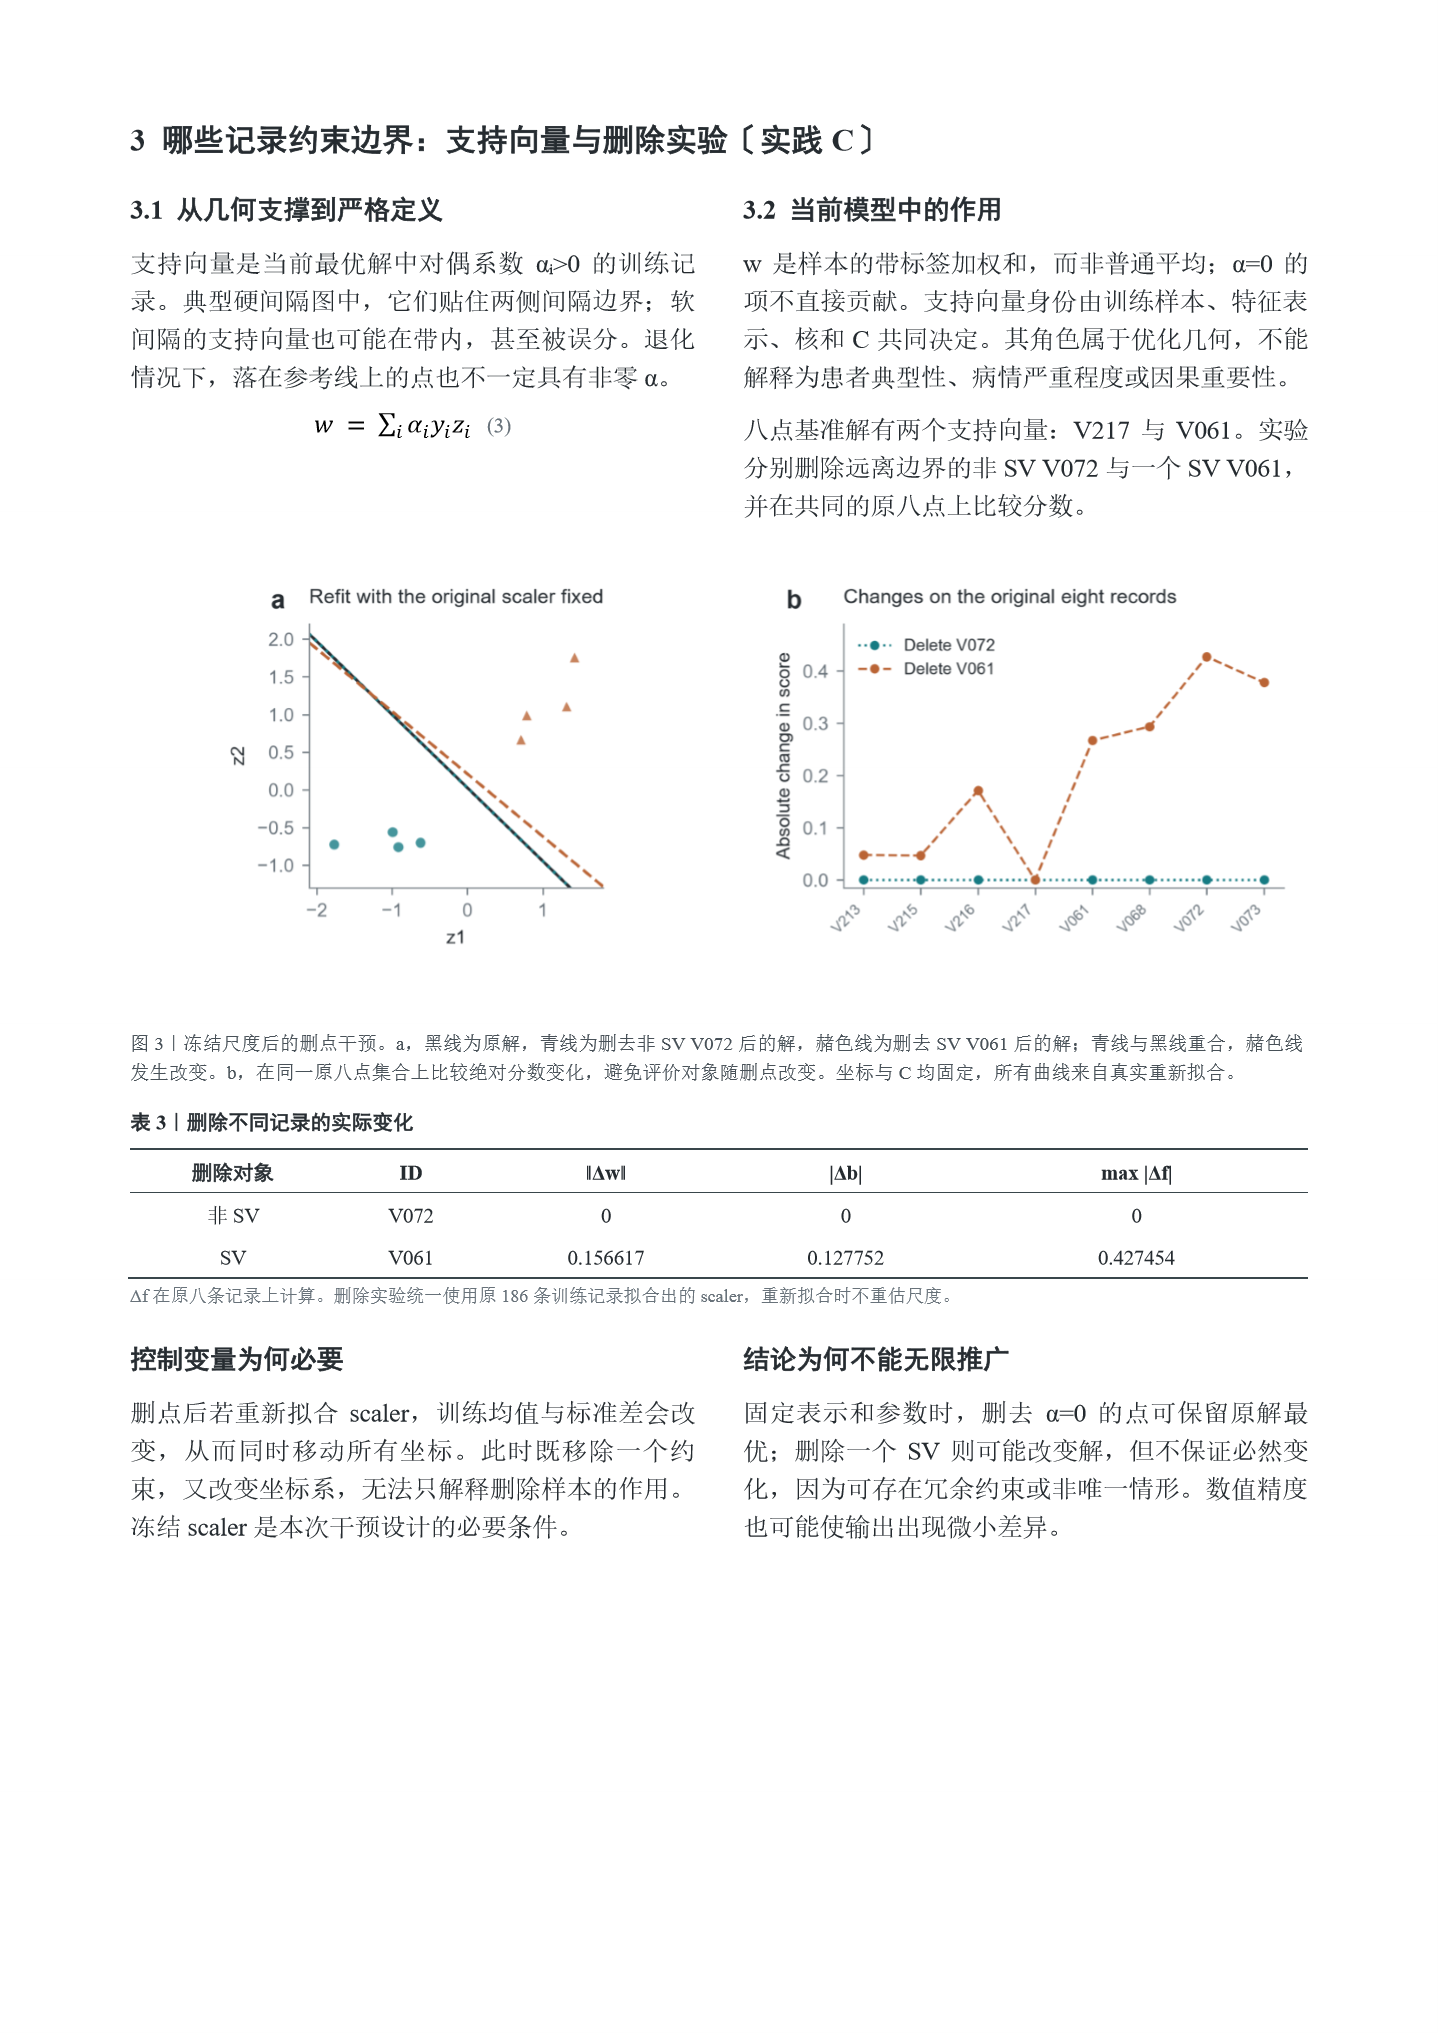 3 哪些记录约束边界：支持向量与删除实验〔实践 C〕
3.1 从几何支撑到严格定义
支持向量是当前最优解中对偶系数 αᵢ>0 的训练记
录。典型硬间隔图中，它们贴住两侧间隔边界；软
间隔的支持向量也可能在带内，甚至被误分。退化
情况下，落在参考线上的点也不一定具有非零 α。
w = ∑ᵢ αᵢyᵢzᵢ (3)
3.2 当前模型中的作用
w 是样本的带标签加权和，而非普通平均；α=0 的
项不直接贡献。支持向量身份由训练样本、特征表
示、核和 C 共同决定。其角色属于优化几何，不能
解释为患者典型性、病情严重程度或因果重要性。
八点基准解有两个支持向量：V217 与 V061。实验
分别删除远离边界的非 SV V072 与一个 SV V061，
并在共同的原八点上比较分数。
a Refit with the original scaler fixed
2.0
1.5
1.0
0.5
0.0
−0.5
−1.0
z2
−2 −1 0 1
z1
b Changes on the original eight records
Delete V072
Delete V061
Absolute change in score
0.4
0.3
0.2
0.1
0.0
V213 V215 V216 V217 V061 V068 V072 V073
图 3｜冻结尺度后的删点干预。a，黑线为原解，青线为删去非 SV V072 后的解，赭色线为删去 SV V061 后的解；青线与黑线重合，赭色线
发生改变。b，在同一原八点集合上比较绝对分数变化，避免评价对象随删点改变。坐标与 C 均固定，所有曲线来自真实重新拟合。
表 3｜删除不同记录的实际变化
删除对象 ID ‖Δw‖ |Δb| max |Δf|
非 SV V072 0 0 0
SV V061 0.156617 0.127752 0.427454
Δf 在原八条记录上计算。删除实验统一使用原 186 条训练记录拟合出的 scaler，重新拟合时不重估尺度。
控制变量为何必要
删点后若重新拟合 scaler，训练均值与标准差会改
变，从而同时移动所有坐标。此时既移除一个约
束，又改变坐标系，无法只解释删除样本的作用。
冻结 scaler 是本次干预设计的必要条件。
结论为何不能无限推广
固定表示和参数时，删去 α=0 的点可保留原解最
优；删除一个 SV 则可能改变解，但不保证必然变
化，因为可存在冗余约束或非唯一情形。数值精度
也可能使输出出现微小差异。